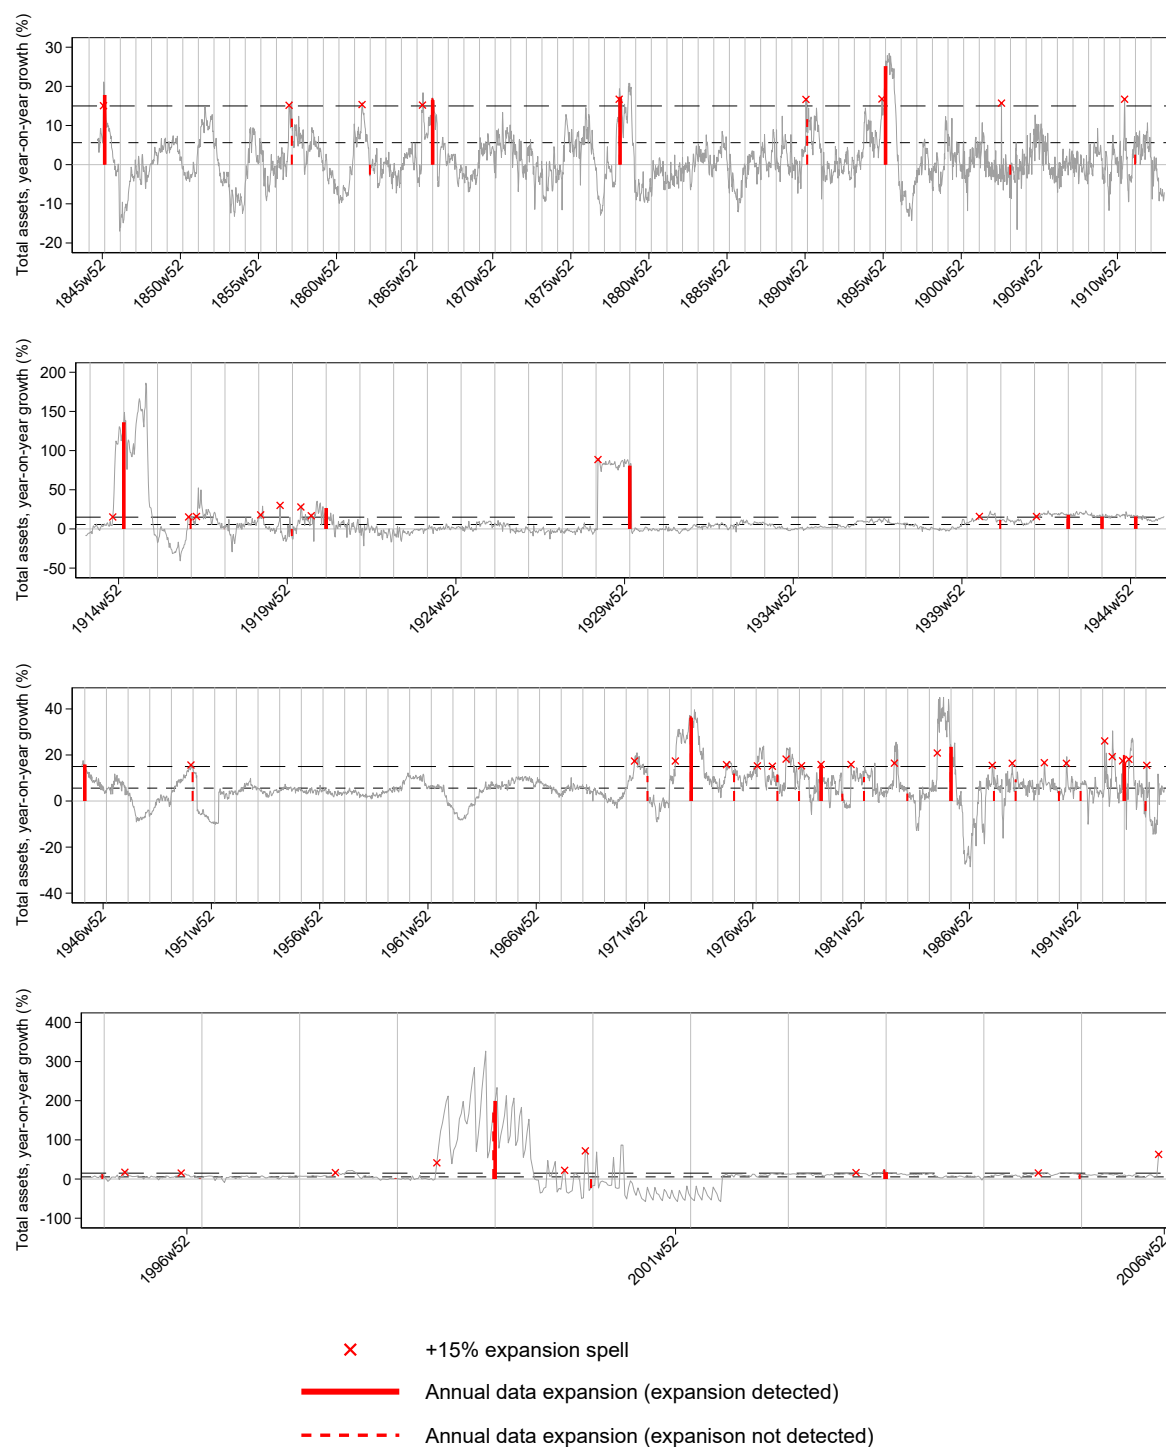 Total assets, year-on-year growth (%)
30
20
10
0
-10
-20
1845w52
1850w52
1855w52
1860w52
1865w52
1870w52
1875w52
1880w52
1885w52
1890w52
1895w52
1900w52
1905w52
1910w52
Total assets, year-on-year growth (%)
200
150
100
50
0
-50
1914w52
1919w52
1924w52
1929w52
1934w52
1939w52
1944w52
Total assets, year-on-year growth (%)
40
20
0
-20
-40
1946w52
1951w52
1956w52
1961w52
1966w52
1971w52
1976w52
1981w52
1986w52
1991w52
Total assets, year-on-year growth (%)
400
300
200
100
0
-100
1996w52
2001w52
2006w52
+15% expansion spell
Annual data expansion (expansion detected)
Annual data expansion (expanison not detected)